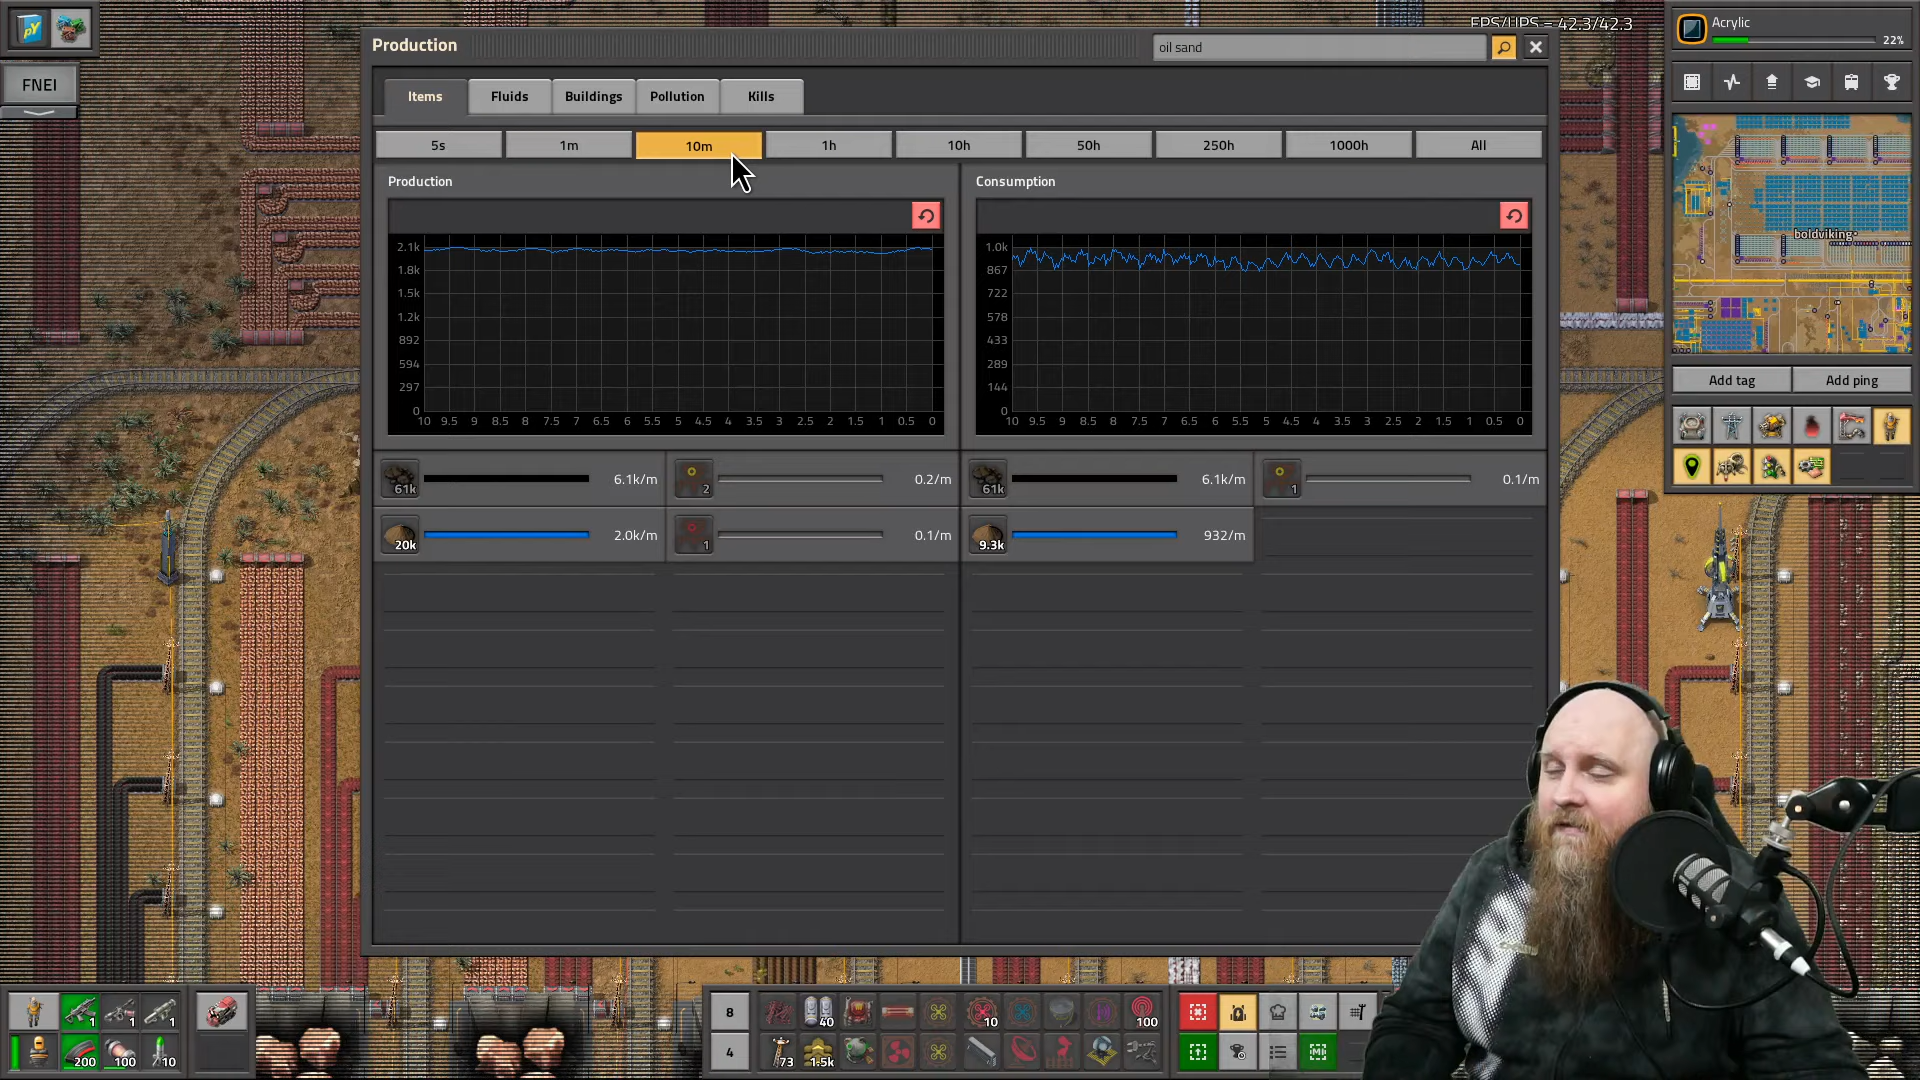 FPS/UPS = 42.3/42.3
pY
FNEI
Production
oil sand
Acrylic
22%
Items
Fluids
Buildings
Pollution
Kills
5s
1m
10m
1h
10h
50h
250h
1000h
All
Production
2.1k
1.8k
1.5k
1.2k
892
594
297
0
10 9.5 9 8.5 8 7.5 7 6.5 6 5.5 5 4.5 4 3.5 3 2.5 2 1.5 1 0.5 0
Consumption
1.0k
867
722
578
433
289
144
0
10 9.5 9 8.5 8 7.5 7 6.5 6 5.5 5 4.5 4 3.5 3 2.5 2 1.5 1 0.5 0
61k
6.1k/m
2
0.2/m
61k
6.1k/m
1
0.1/m
20k
2.0k/m
1
0.1/m
9.3k
932/m
boldviking
Add tag
Add ping
1
1
1
200
100
10
8
40
10
100
4
73
1.5k